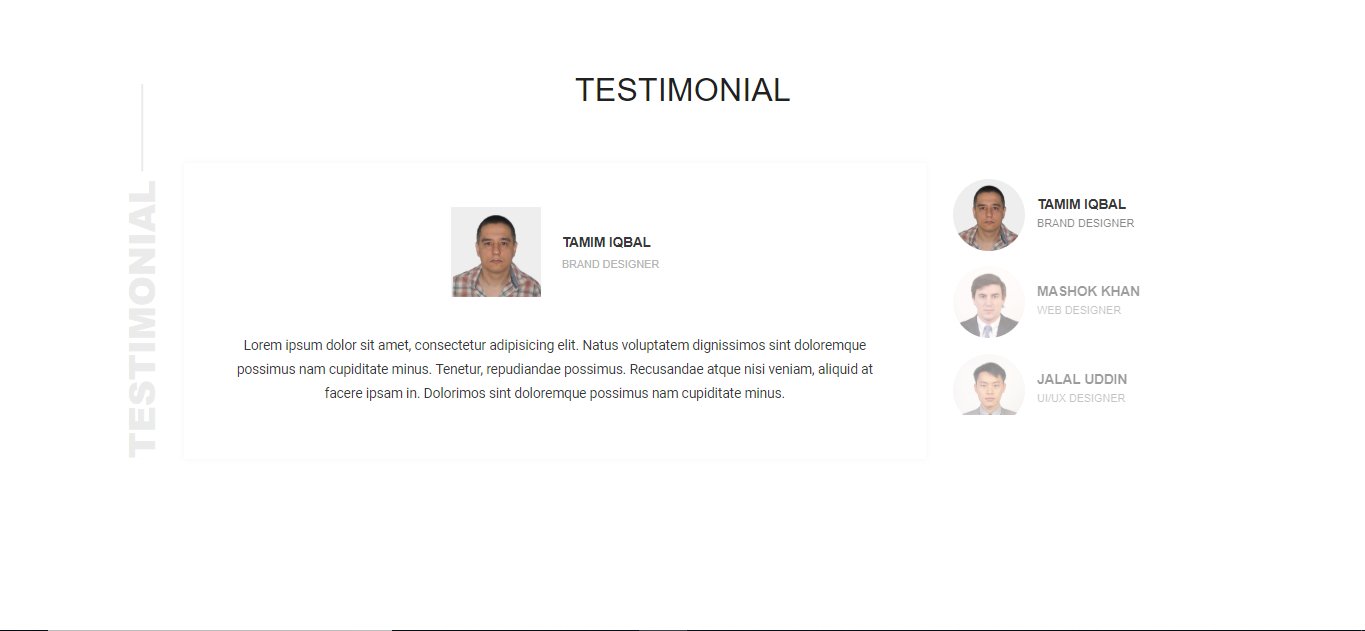 TESTIMONIAL
TESTIMONIAL
TAMIM IQBAL
BRAND DESIGNER
Lorem ipsum dolor sit amet, consectetur adipisicing elit. Natus voluptatem dignissimos sint doloremque
possimus nam cupiditate minus. Tenetur, repudiandae possimus. Recusandae atque nisi veniam, aliquid at
facere ipsam in. Dolorimos sint doloremque possimus nam cupiditate minus.
TAMIM IQBAL
BRAND DESIGNER
MASHOK KHAN
WEB DESIGNER
JALAL UDDIN
UI/UX DESIGNER